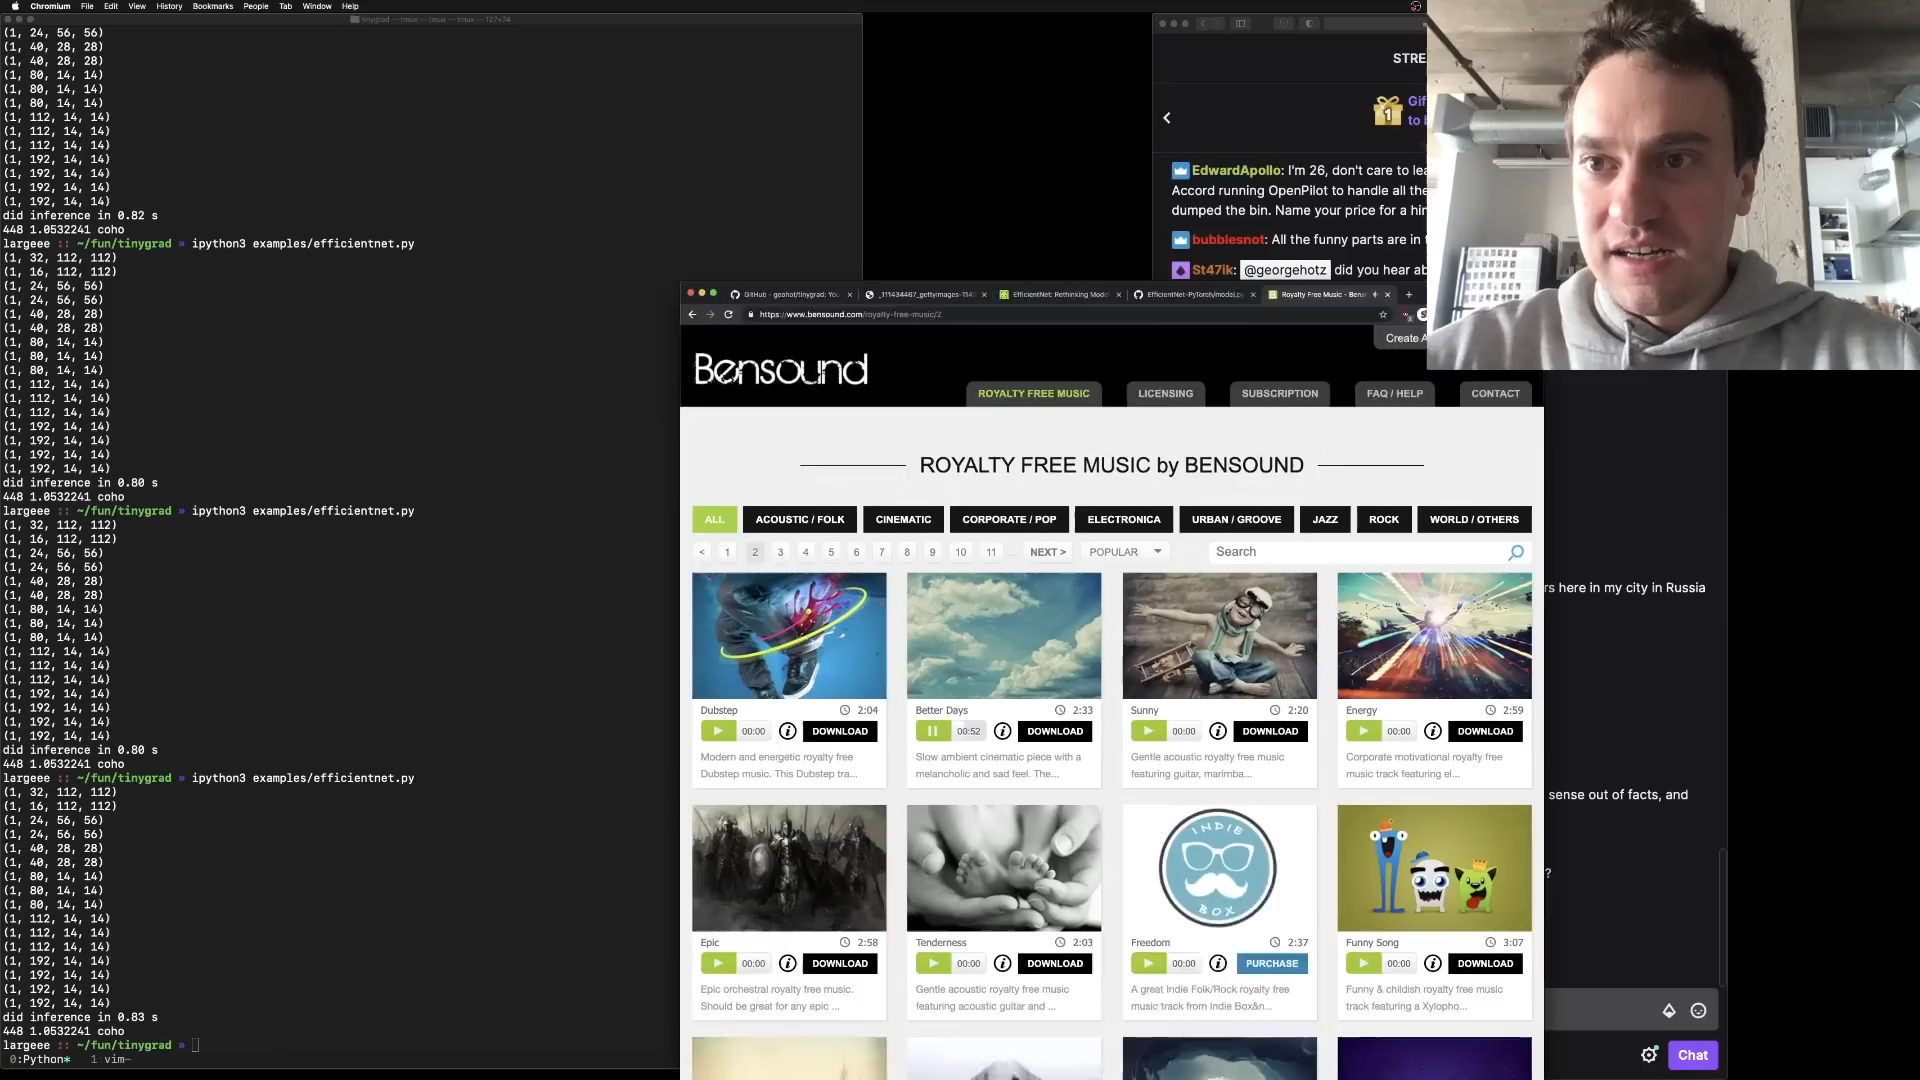 Chromium File Edit View History Bookmarks People Tab Window Help
tinygrad — tmux — tmux — tmux — 127×74
(1, 24, 56, 56)
(1, 40, 28, 28)
(1, 40, 28, 28)
(1, 80, 14, 14)
(1, 80, 14, 14)
(1, 80, 14, 14)
(1, 112, 14, 14)
(1, 112, 14, 14)
(1, 112, 14, 14)
(1, 192, 14, 14)
(1, 192, 14, 14)
(1, 192, 14, 14)
(1, 192, 14, 14)
did inference in 0.82 s
448 1.0532241 coho
largeee :: ~/fun/tinygrad » ipython3 examples/efficientnet.py
(1, 32, 112, 112)
(1, 16, 112, 112)
(1, 24, 56, 56)
(1, 24, 56, 56)
(1, 40, 28, 28)
(1, 40, 28, 28)
(1, 80, 14, 14)
(1, 80, 14, 14)
(1, 80, 14, 14)
(1, 112, 14, 14)
(1, 112, 14, 14)
(1, 112, 14, 14)
(1, 192, 14, 14)
(1, 192, 14, 14)
(1, 192, 14, 14)
(1, 192, 14, 14)
did inference in 0.80 s
448 1.0532241 coho
largeee :: ~/fun/tinygrad » ipython3 examples/efficientnet.py
(1, 32, 112, 112)
(1, 16, 112, 112)
(1, 24, 56, 56)
(1, 24, 56, 56)
(1, 40, 28, 28)
(1, 40, 28, 28)
(1, 80, 14, 14)
(1, 80, 14, 14)
(1, 80, 14, 14)
(1, 112, 14, 14)
(1, 112, 14, 14)
(1, 112, 14, 14)
(1, 192, 14, 14)
(1, 192, 14, 14)
(1, 192, 14, 14)
(1, 192, 14, 14)
did inference in 0.80 s
448 1.0532241 coho
largeee :: ~/fun/tinygrad » ipython3 examples/efficientnet.py
(1, 32, 112, 112)
(1, 16, 112, 112)
(1, 24, 56, 56)
(1, 24, 56, 56)
(1, 40, 28, 28)
(1, 40, 28, 28)
(1, 80, 14, 14)
(1, 80, 14, 14)
(1, 80, 14, 14)
(1, 112, 14, 14)
(1, 112, 14, 14)
(1, 112, 14, 14)
(1, 192, 14, 14)
(1, 192, 14, 14)
(1, 192, 14, 14)
(1, 192, 14, 14)
did inference in 0.83 s
448 1.0532241 coho
largeee :: ~/fun/tinygrad »
0:Python* 1:vim-
STRE
1 Gif
to
EdwardApollo: I'm 26, don't care to lea
Accord running OpenPilot to handle all the
dumped the bin. Name your price for a hin
bubblesnot: All the funny parts are in
St47ik: @georgehotz did you hear ab
GitHub - geohot/tinygrad: You
EfficientNet: Rethinking Mode
EfficientNet-PyTorch/model.p
Royalty Free Music - Bens
https://www.bensound.com/royalty-free-music/2
Create A
Bensound
ROYALTY FREE MUSIC LICENSING SUBSCRIPTION FAQ / HELP CONTACT
ROYALTY FREE MUSIC by BENSOUND
ALL ACOUSTIC / FOLK CINEMATIC CORPORATE / POP ELECTRONICA URBAN / GROOVE JAZZ ROCK WORLD / OTHERS
< 1 2 3 4 5 6 7 8 9 10 11 ... NEXT > POPULAR Search
Dubstep 2:04
00:00 i DOWNLOAD
Modern and energetic royalty free
Dubstep music. This Dubstep tra...
Better Days 2:33
00:52 i DOWNLOAD
Slow ambient cinematic piece with a
melancholic and sad feel. The...
Sunny 2:20
00:00 i DOWNLOAD
Gentle acoustic royalty free music
featuring guitar, marimba...
Energy 2:59
00:00 i DOWNLOAD
Corporate motivational royalty free
music track featuring el...
Epic 2:58
00:00 i DOWNLOAD
Epic orchestral royalty free music.
Should be great for any epic ...
Tenderness 2:03
00:00 i DOWNLOAD
Gentle acoustic royalty free music
featuring acoustic guitar and ...
INDIE
BOX
Freedom 2:37
00:00 i PURCHASE
A great Indie Folk/Rock royalty free
music track from Indie Box&n...
Funny Song 3:07
00:00 i DOWNLOAD
Funny & childish royalty free music
track featuring a Xylopho...
rs here in my city in Russia
sense out of facts, and
?
Chat